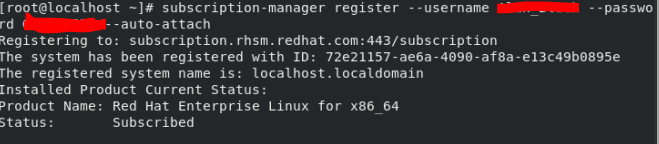 [root@localhost ~]# subscription-manager register --username --passwo
rd --auto-attach
Registering to: subscription.rhsm.redhat.com:443/subscription
The system has been registered with ID: 72e21157-ae6a-4090-af8a-e13c49b0895e
The registered system name is: localhost.localdomain
Installed Product Current Status:
Product Name: Red Hat Enterprise Linux for x86_64
Status:       Subscribed